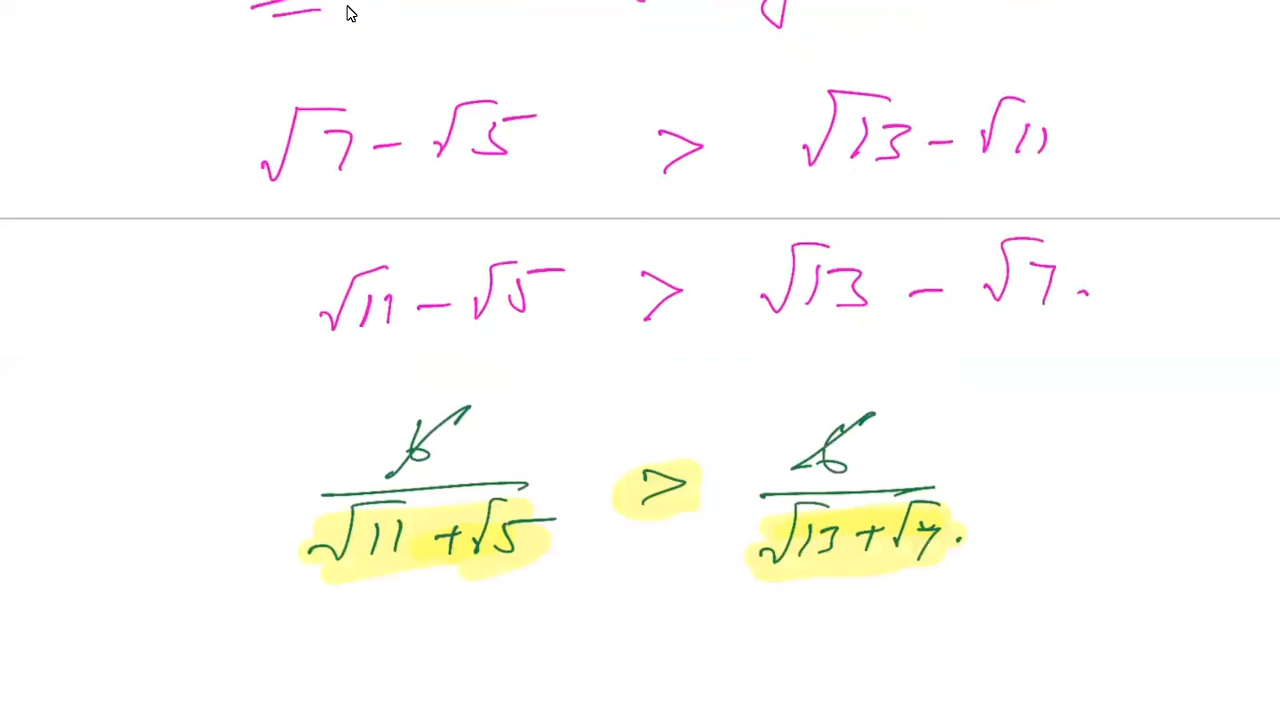 √7 - √5 > √13 - √11
√11 - √5 > √13 - √7.
6/(√11 + √5) > 6/(√13 + √7).